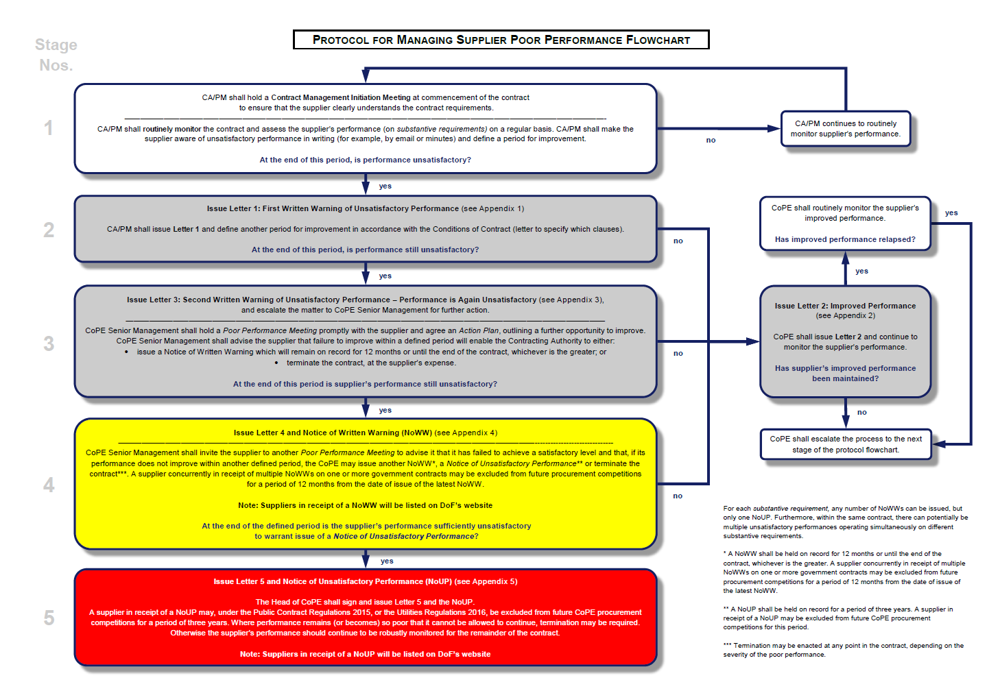 PROTOCOL FOR MANAGING SUPPLIER POOR PERFORMANCE FLOWCHART
Stage
Nos.
1
CA/PM shall hold a Contract Management Initiation Meeting at commencement of the contract
to ensure that the supplier clearly understands the contract requirements.
CA/PM shall routinely monitor the contract and assess the supplier's performance (on substantive requirements) on a regular basis. CA/PM shall make the
supplier aware of unsatisfactory performance in writing (for example, by email or minutes) and define a period for improvement.
At the end of this period, is performance unsatisfactory?
no
CA/PM continues to routinely
monitor supplier's performance.
yes
2
Issue Letter 1: First Written Warning of Unsatisfactory Performance (see Appendix 1)
CA/PM shall issue Letter 1 and define another period for improvement in accordance with the Conditions of Contract (letter to specify which clauses).
At the end of this period, is performance still unsatisfactory?
no
yes
3
Issue Letter 3: Second Written Warning of Unsatisfactory Performance – Performance is Again Unsatisfactory (see Appendix 3),
and escalate the matter to CoPE Senior Management for further action.
CoPE Senior Management shall hold a Poor Performance Meeting promptly with the supplier and agree an Action Plan, outlining a further opportunity to improve.
CoPE Senior Management shall advise the supplier that failure to improve within a defined period will enable the Contracting Authority to either:
• issue a Notice of Written Warning which will remain on record for 12 months or until the end of the contract, whichever is the greater; or
• terminate the contract, at the supplier's expense.
At the end of this period is supplier's performance still unsatisfactory?
no
yes
4
Issue Letter 4 and Notice of Written Warning (NoWW) (see Appendix 4)
CoPE Senior Management shall invite the supplier to another Poor Performance Meeting to advise it that it has failed to achieve a satisfactory level and that, if its
performance does not improve within another defined period, the CoPE may issue another NoWW*, a Notice of Unsatisfactory Performance** or terminate the
contract***. A supplier concurrently in receipt of multiple NoWWs on one or more government contracts may be excluded from future procurement competitions
for a period of 12 months from the date of issue of the latest NoWW.
Note: Suppliers in receipt of a NoWW will be listed on DoF's website
At the end of the defined period is the supplier's performance sufficiently unsatisfactory
to warrant issue of a Notice of Unsatisfactory Performance?
no
yes
5
Issue Letter 5 and Notice of Unsatisfactory Performance (NoUP) (see Appendix 5)
The Head of CoPE shall sign and issue Letter 5 and the NoUP.
A supplier in receipt of a NoUP may, under the Public Contract Regulations 2015, or the Utilities Regulations 2016, be excluded from future CoPE procurement
competitions for a period of three years. Where performance remains (or becomes) so poor that it cannot be allowed to continue, termination may be required.
Otherwise the supplier's performance should continue to be robustly monitored for the remainder of the contract.
Note: Suppliers in receipt of a NoUP will be listed on DoF's website
CoPE shall routinely monitor the supplier's
improved performance.
Has improved performance relapsed?
yes
yes
Issue Letter 2: Improved Performance
(see Appendix 2)
CoPE shall issue Letter 2 and continue to
monitor the supplier's performance.
Has supplier's improved performance
been maintained?
no
CoPE shall escalate the process to the next
stage of the protocol flowchart.
For each substantive requirement, any number of NoWWs can be issued, but
only one NoUP. Furthermore, within the same contract, there can potentially be
multiple unsatisfactory performances operating simultaneously on different
substantive requirements.
* A NoWW shall be held on record for 12 months or until the end of the
contract, whichever is the greater. A supplier concurrently in receipt of multiple
NoWWs on one or more government contracts may be excluded from future
procurement competitions for a period of 12 months from the date of issue of
the latest NoWW.
** A NoUP shall be held on record for a period of three years. A supplier in
receipt of a NoUP may be excluded from future CoPE procurement
competitions for this period.
*** Termination may be enacted at any point in the contract, depending on the
severity of the poor performance.